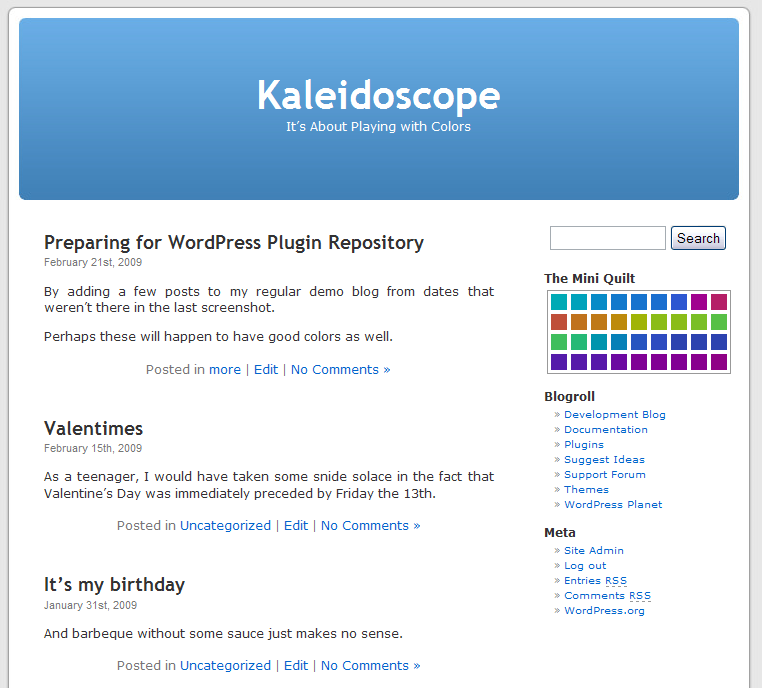 Kaleidoscope
It’s About Playing with Colors
Preparing for WordPress Plugin Repository
February 21st, 2009
By adding a few posts to my regular demo blog from dates that
weren’t there in the last screenshot.
Perhaps these will happen to have good colors as well.
Posted in more | Edit | No Comments »
Valentimes
February 15th, 2009
As a teenager, I would have taken some snide solace in the fact that
Valentine’s Day was immediately preceded by Friday the 13th.
Posted in Uncategorized | Edit | No Comments »
It’s my birthday
January 31st, 2009
And barbeque without some sauce just makes no sense.
Posted in Uncategorized | Edit | No Comments »
Search
The Mini Quilt
Blogroll
» Development Blog
» Documentation
» Plugins
» Suggest Ideas
» Support Forum
» Themes
» WordPress Planet
Meta
» Site Admin
» Log out
» Entries RSS
» Comments RSS
» WordPress.org